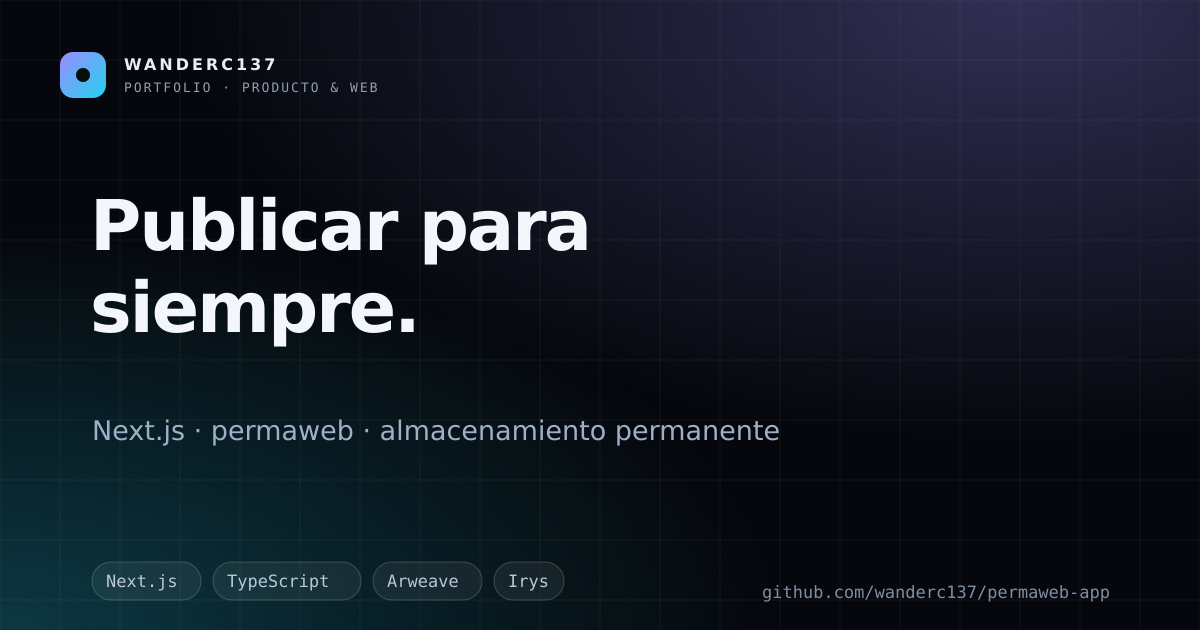 WANDERC137
PORTFOLIO · PRODUCTO & WEB
Publicar para
siempre.
Next.js · permaweb · almacenamiento permanente
Next.js TypeScript Arweave Irys
github.com/wanderc137/permaweb-app